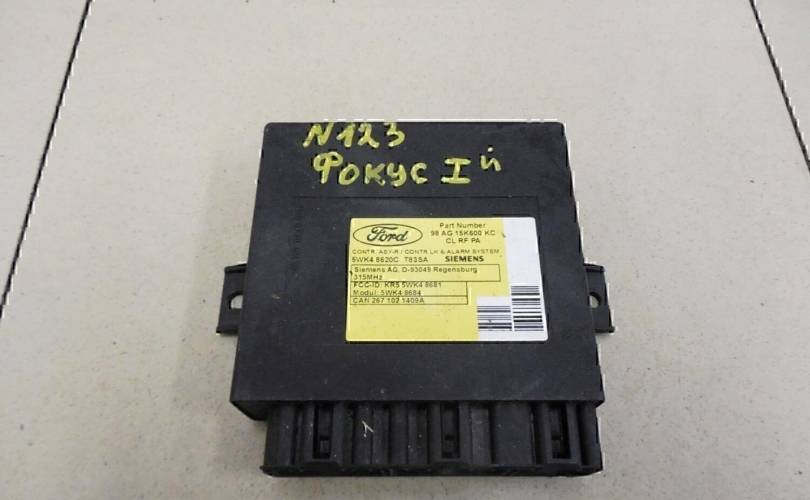 N123
Фокус I й
Ford
Part Number
98 AG 15K600 KC
CL RF PA
CONTR. ASY-R / CONTR LK & ALARM SYSTEM
5WK4 8620C T83SA SIEMENS
Siemens AG, D-93049 Regensburg
315MHz
FCC-ID: KR5 5WK4 8681
Modul: 5WK4 8684
CAN 267 102 1409A